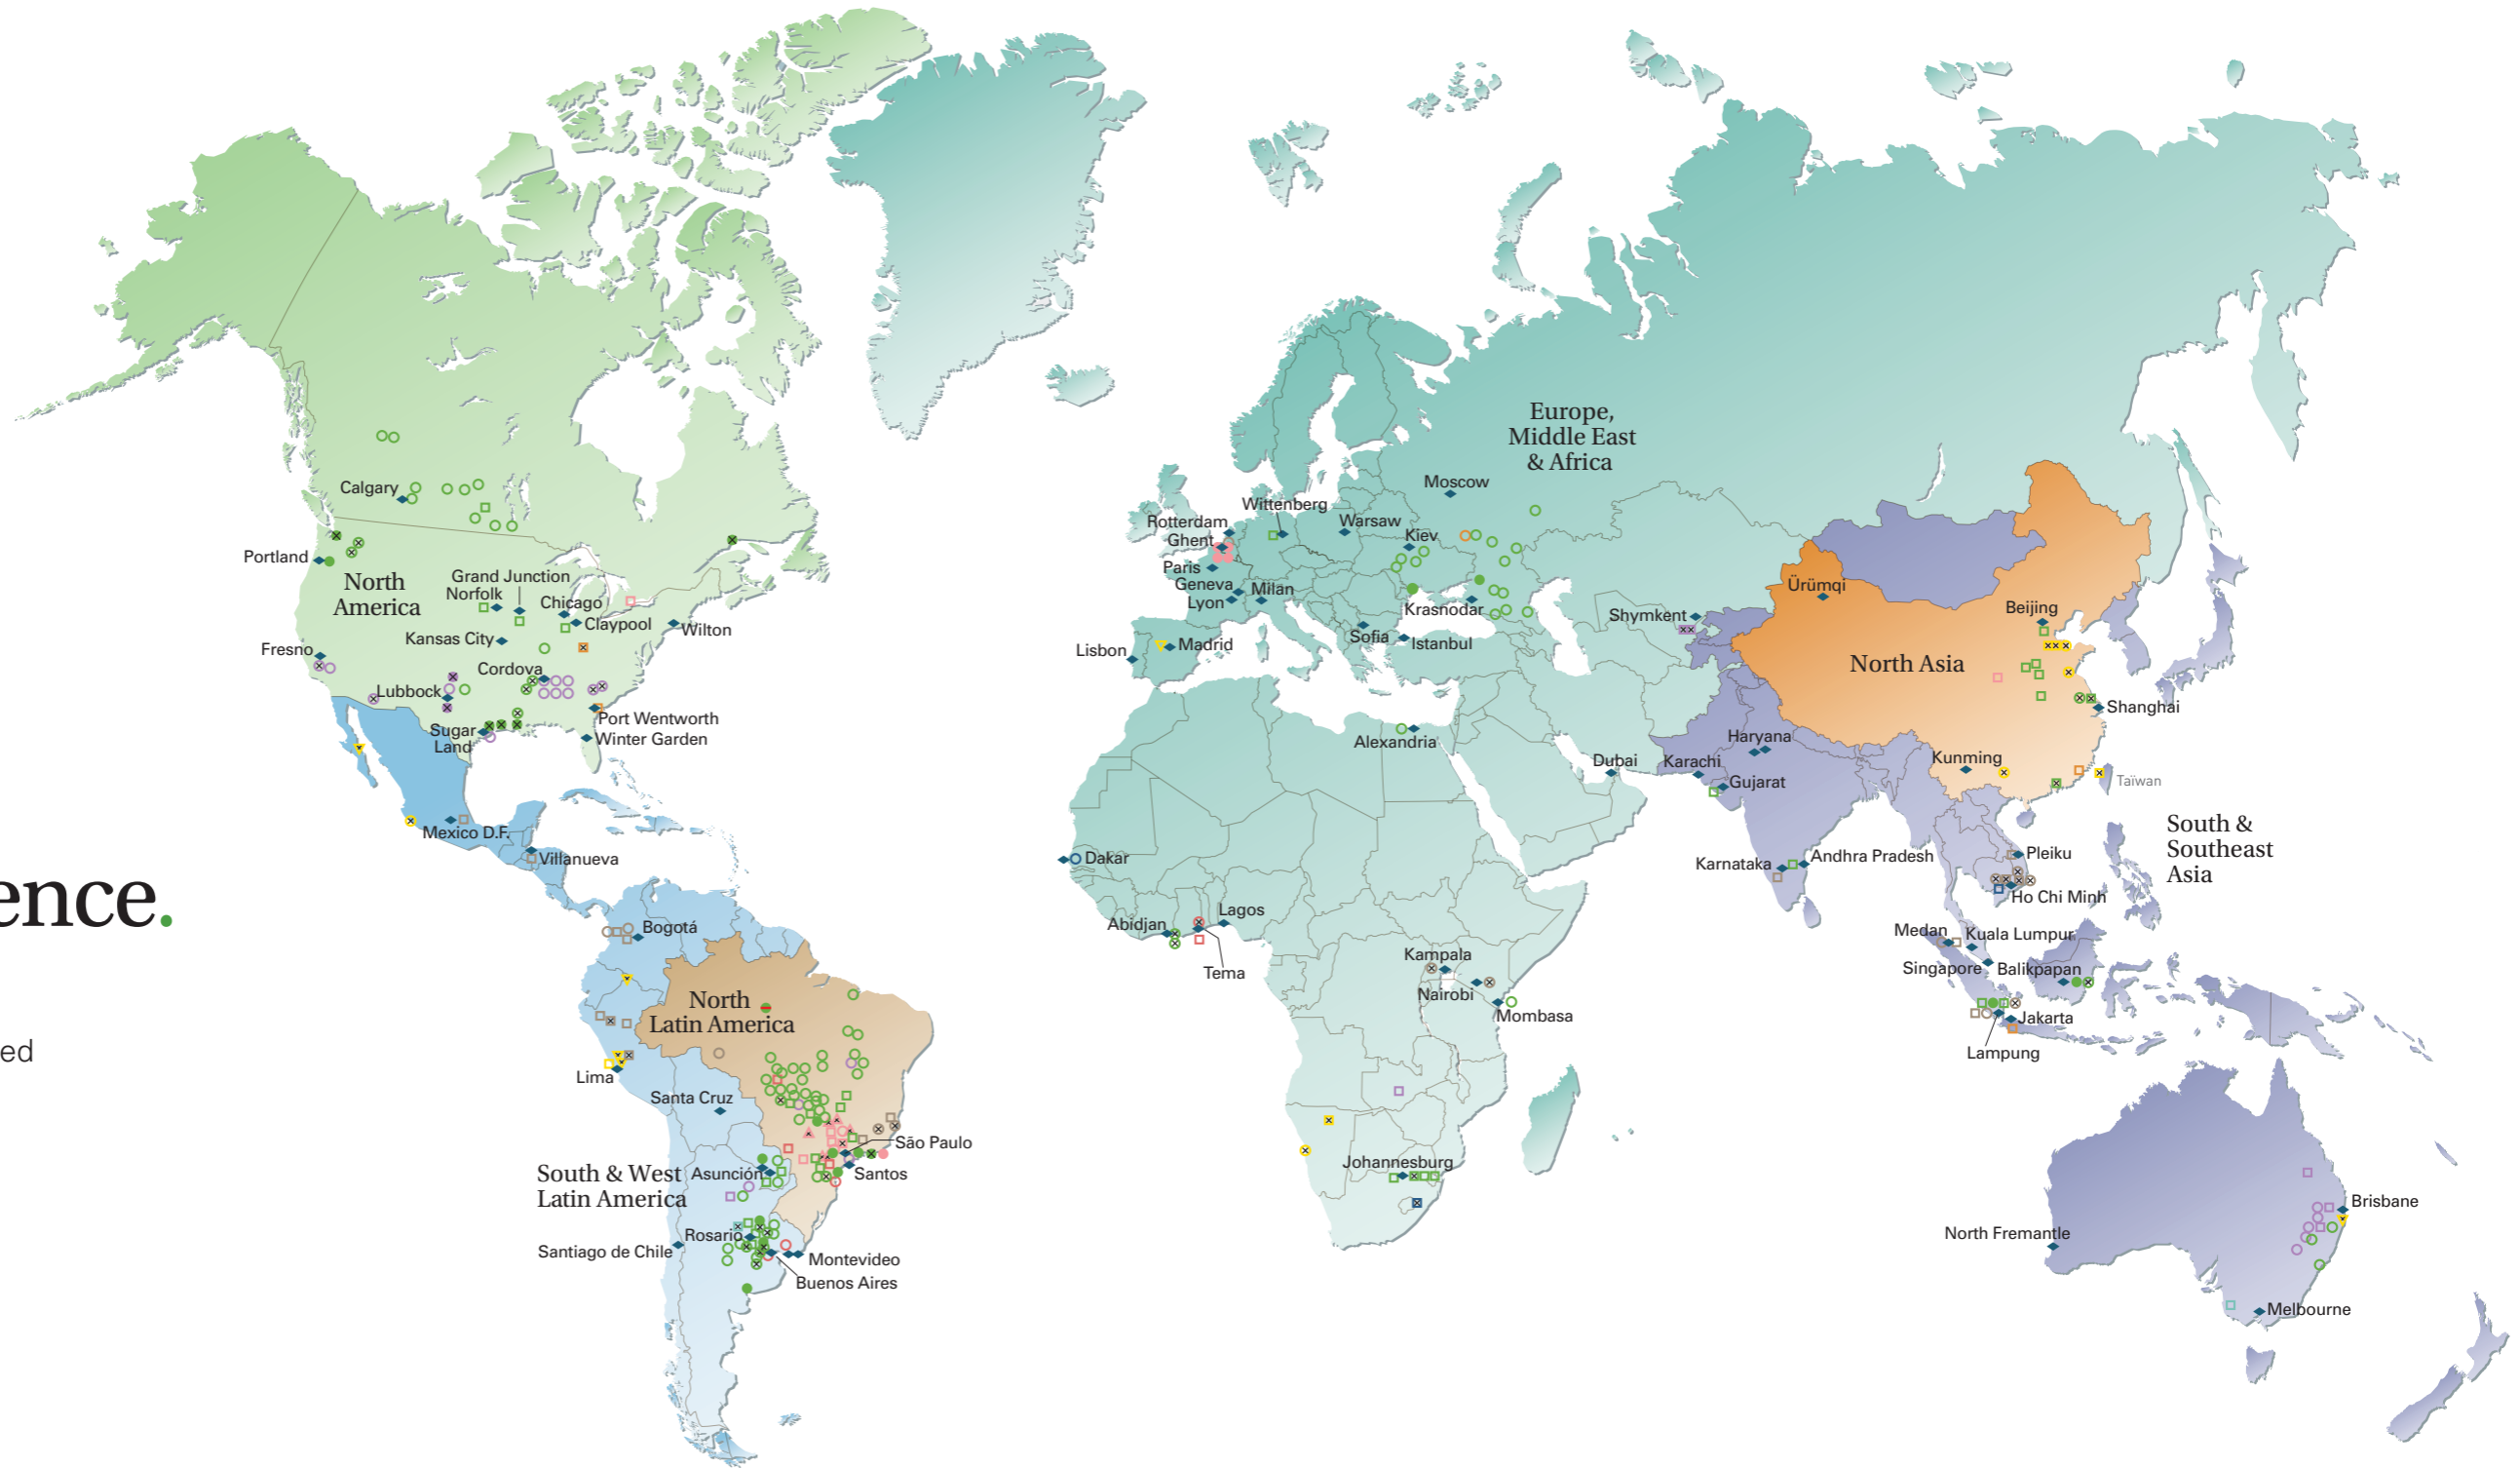 ence.
ed
North
America
Calgary
Portland
Grand Junction
Norfolk
Chicago
Claypool
Wilton
Kansas City
Fresno
Cordova
Lubbock
Sugar
Land
Port Wentworth
Winter Garden
Mexico D.F.
Villanueva
Bogotá
North
Latin America
Lima
Santa Cruz
São Paulo
Santos
South & West
Latin America
Asunción
Rosario
Santiago de Chile
Montevideo
Buenos Aires
Europe,
Middle East
& Africa
Moscow
Wittenberg
Rotterdam
Ghent
Warsaw
Kiev
Paris
Geneva
Lyon
Milan
Krasnodar
Sofia
Istanbul
Lisbon
Madrid
Shymkent
Alexandria
Dubai
Dakar
Abidjan
Lagos
Tema
Kampala
Nairobi
Mombasa
Johannesburg
North Asia
Ürümqi
Beijing
Shanghai
Kunming
Taïwan
Haryana
Karachi
Gujarat
Karnataka
Andhra Pradesh
South &
Southeast
Asia
Pleiku
Ho Chi Minh
Medan
Kuala Lumpur
Singapore
Balikpapan
Jakarta
Lampung
Brisbane
North Fremantle
Melbourne